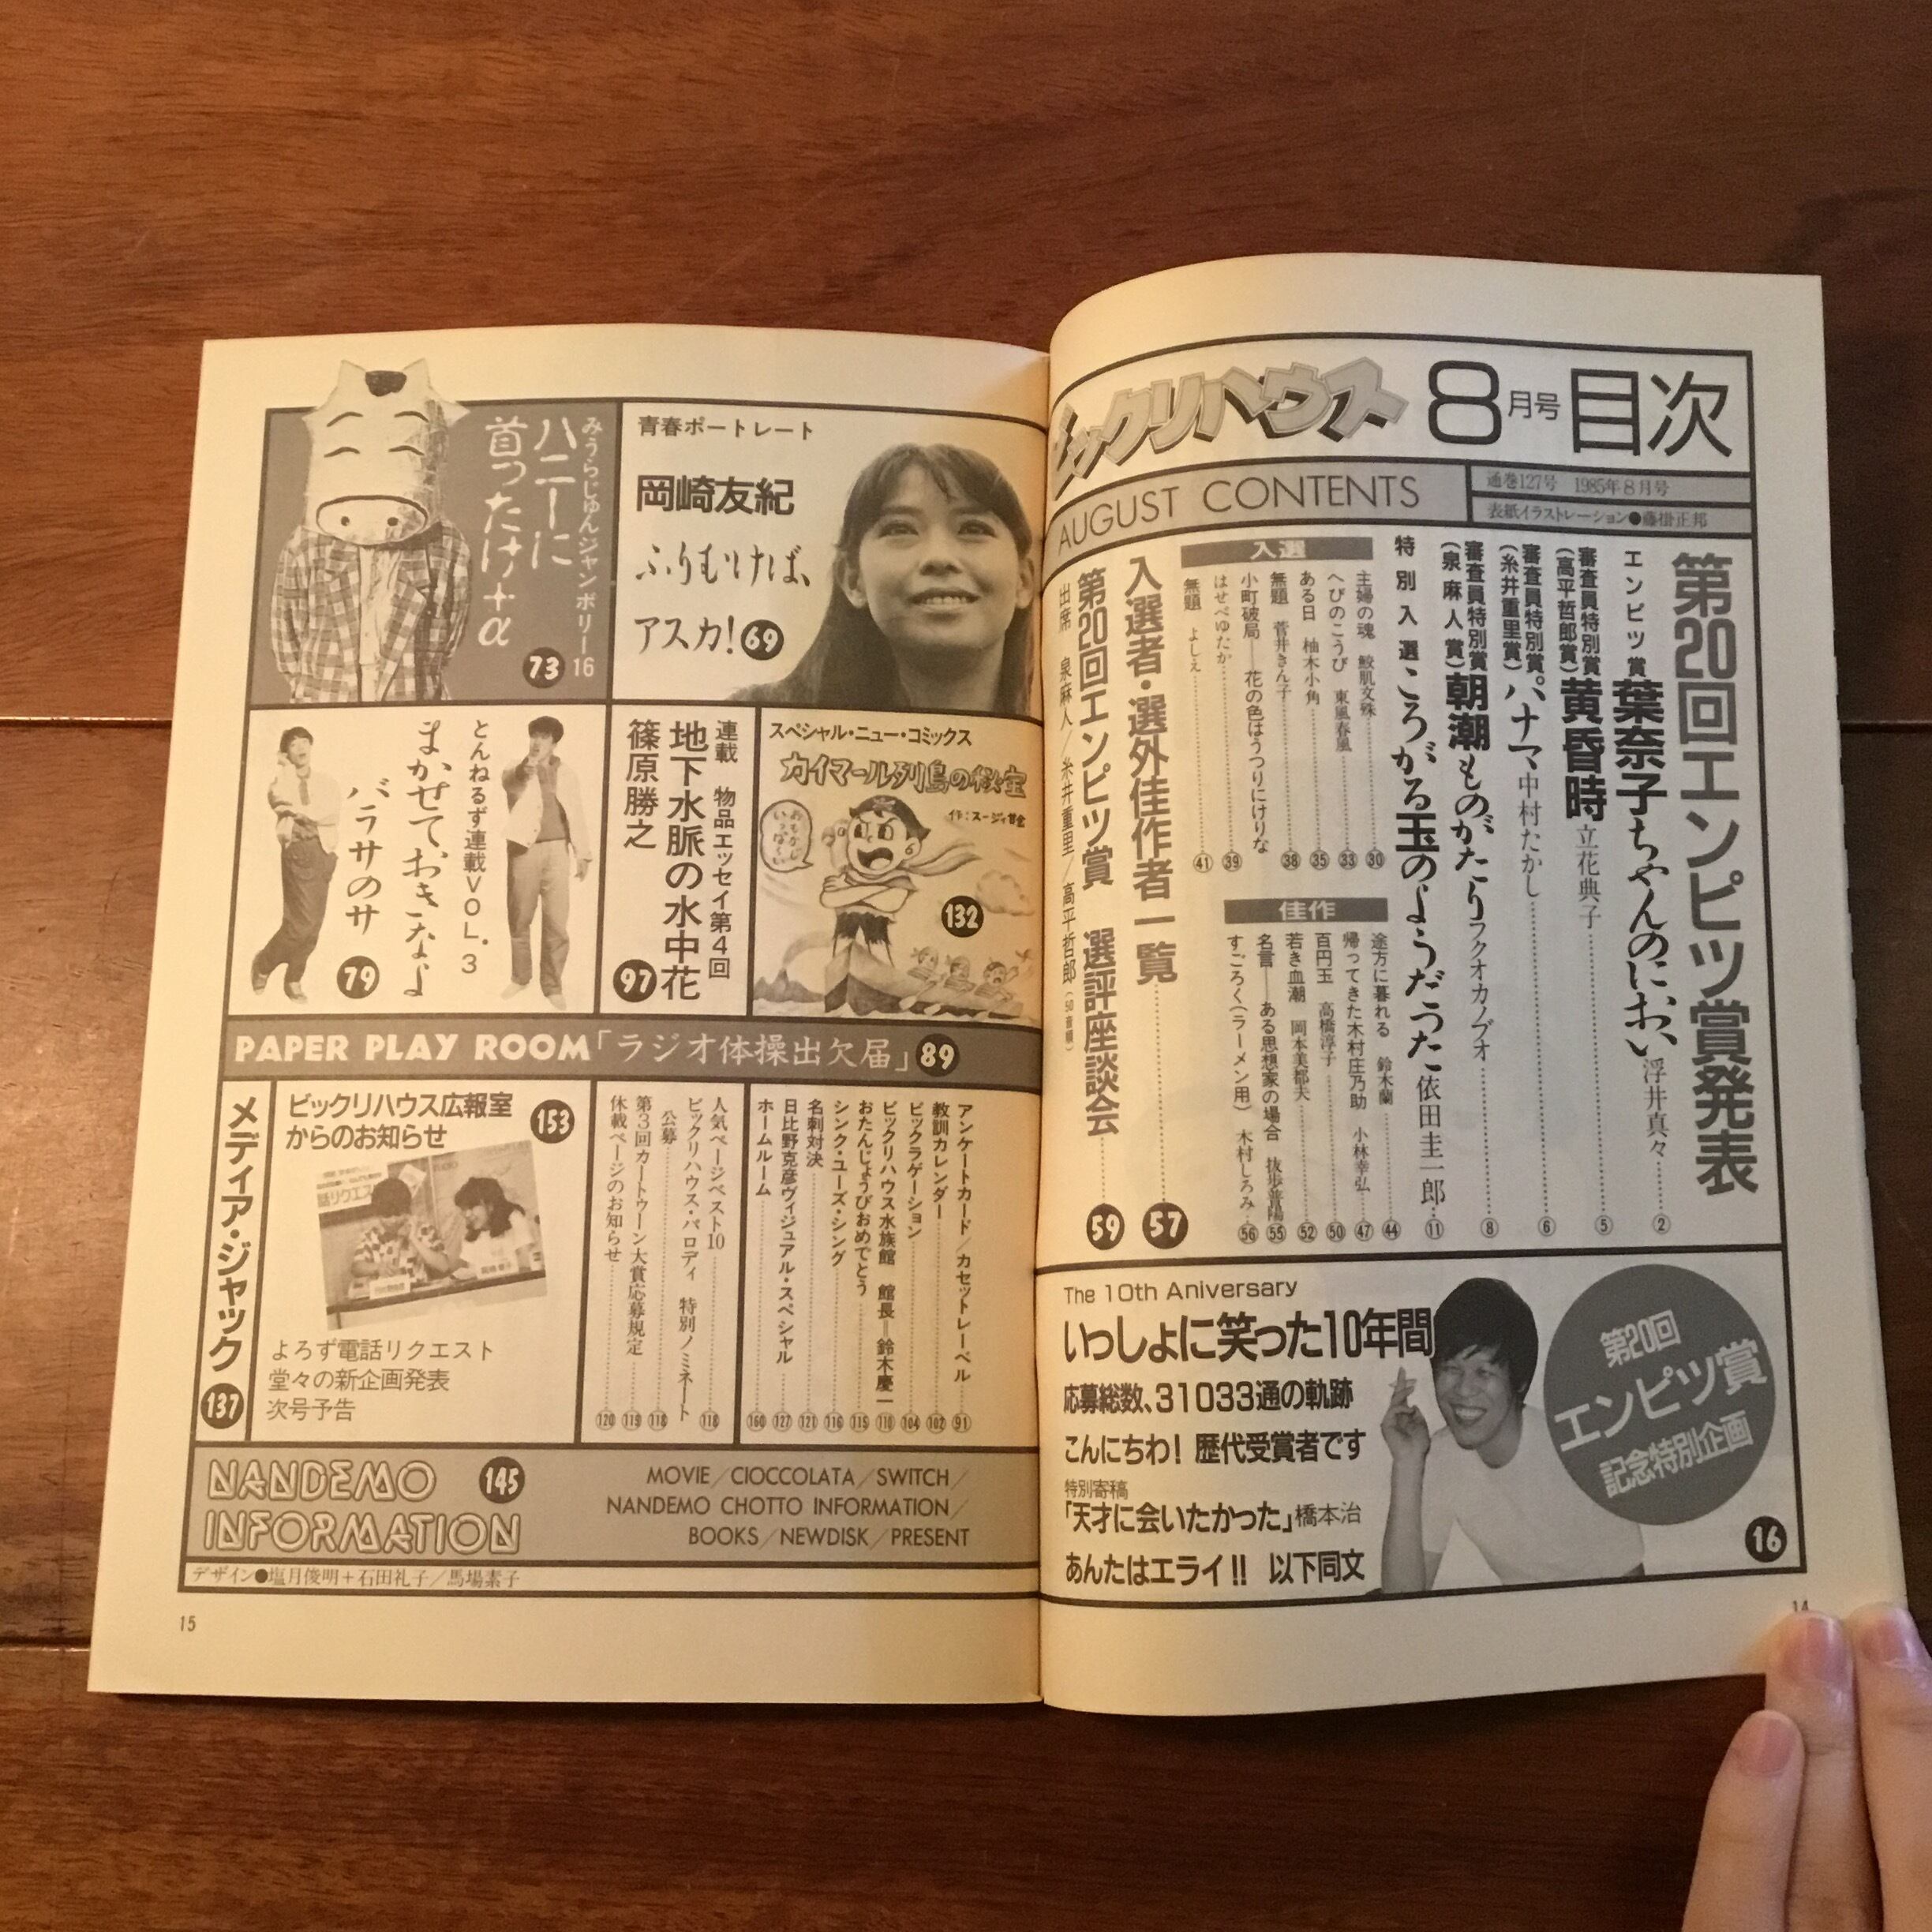 ビックリハウス 8月号 目次
AUGUST CONTENTS
通巻127号 1985年8月号
表紙イラストレーション●藤掛正邦
第20回エンピツ賞発表
エンピツ賞 葉奈子ちゃんのにおい 浮井真々 ②
審査員特別賞(高平哲郎賞) 黄昏時 立花典子 ⑤
審査員特別賞(糸井重里賞) パナマ 中村たかし ⑥
審査員特別賞(泉麻人賞) 朝潮ものがたり フクオカノブオ ⑧
特別入選 ころがる玉のようだった 依田圭一郎 ⑪
入選
主婦の魂 鮫肌文殊 ㉚
へびのこうび 東風春風 ㉝
ある日 柚木小角 ㉟
無題 菅井きん子 ㊳
小町破局──花の色はうつりにけりな
はせべゆたか ㊴
無題 よしえ ㊶
佳作
途方に暮れる 鈴木蘭 ㊹
帰ってきた木村庄乃助 小林幸弘 ㊼
百円玉 高橋淳子 ㊿
若き血潮 岡本美都夫 52
名言──ある思想家の場合 抜歩普陽 55
すごろく(ラーメン用) 木村しろみ 56
入選者・選外佳作者一覧 57
第20回エンピツ賞 選評座談会 59
出席 泉麻人/糸井重里/高平哲郎(50音順)
The 10th Aniversary
いっしょに笑った10年間
応募総数、31033通の軌跡
こんにちわ! 歴代受賞者です
特別寄稿
「天才に会いたかった」橋本治
あんたはエライ!! 以下同文
第20回
エンピツ賞
記念特別企画
16
14
青春ポートレート
岡崎友紀
ふりむければ、
アスカ! 69
みうらじゅんジャンボリー16
ハニーに
首ったけ+α
73
スペシャル・ニュー・コミックス
カイマール列島の秘宝
作:スージィ甘金
132
連載 物品エッセイ第4回
地下水脈の水中花
篠原勝之
97
とんねるず連載VOL.3
まかせておきなよ
バラサのサ
79
PAPER PLAY ROOM「ラジオ体操出欠届」89
アンケートカード/カセットレーベル 91
教訓カレンダー 102
ビックラゲーション 104
ビックリハウス水族館 館長=鈴木慶一 110
おたんじょうびおめでとう 115
シンク・ユーズ・シング 116
名刺対決 121
日比野克彦ヴィジュアル・スペシャル 127
ホームルーム 160
人気ページベスト10 118
ビックリハウス・パロディ 特別ノミネート
公募 118
第3回カートゥーン大賞応募規定 119
休載ページのお知らせ 120
ビックリハウス広報室
からのお知らせ
153
よろず電話リクエスト
堂々の新企画発表
次号予告
メディア・ジャック 137
NANDEMO
INFORMATION
145
MOVIE/CIOCCOLATA/SWITCH/
NANDEMO CHOTTO INFORMATION/
BOOKS/NEWDISK/PRESENT
デザイン●塩月俊明+石田礼子/馬場素子
15